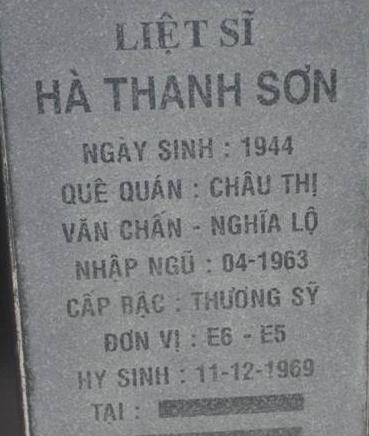 LIỆT SĨ
HÀ THANH SƠN
NGÀY SINH : 1944
QUÊ QUÁN : CHÂU THỊ
VĂN CHẤN - NGHĨA LỘ
NHẬP NGŨ : 04-1963
CẤP BẬC : THƯỢNG SỸ
ĐƠN VỊ : E6 - E5
HY SINH : 11-12-1969
TẠI :